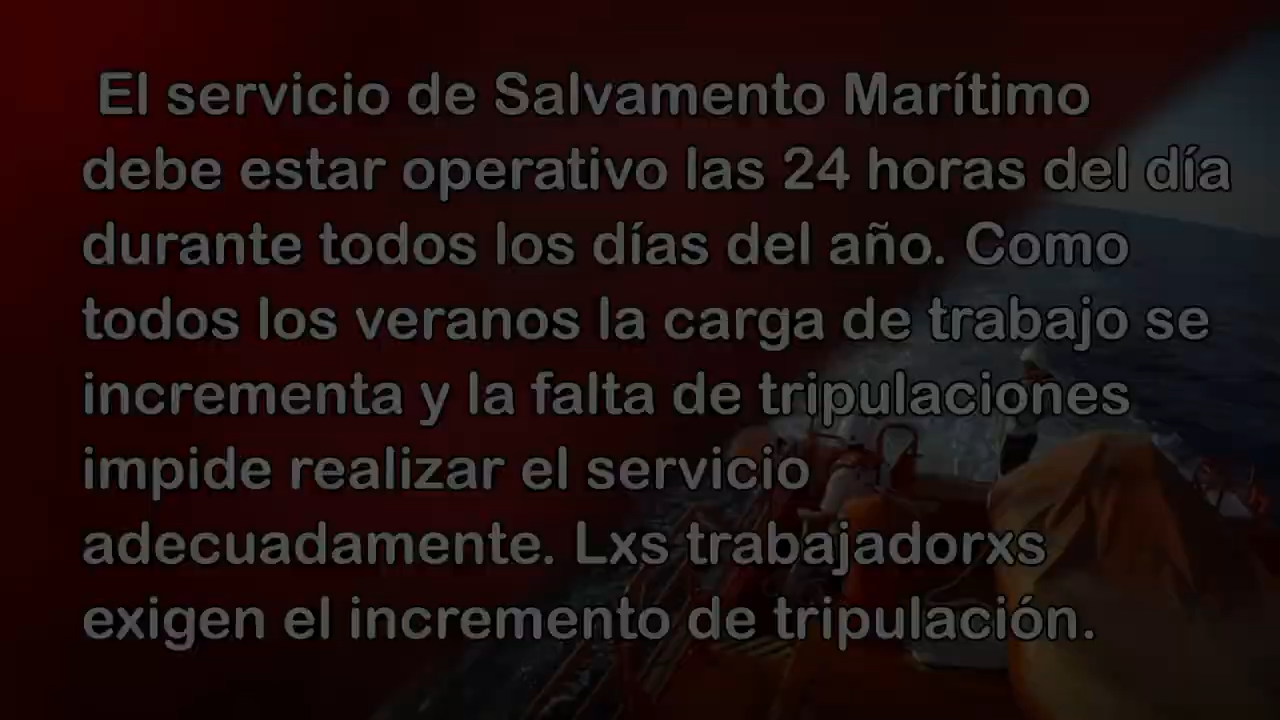 El servicio de Salvamento Marítimo
debe estar operativo las 24 horas del día
durante todos los días del año. Como
todos los veranos la carga de trabajo se
incrementa y la falta de tripulaciones
impide realizar el servicio
adecuadamente. Lxs trabajadorxs
exigen el incremento de tripulación.